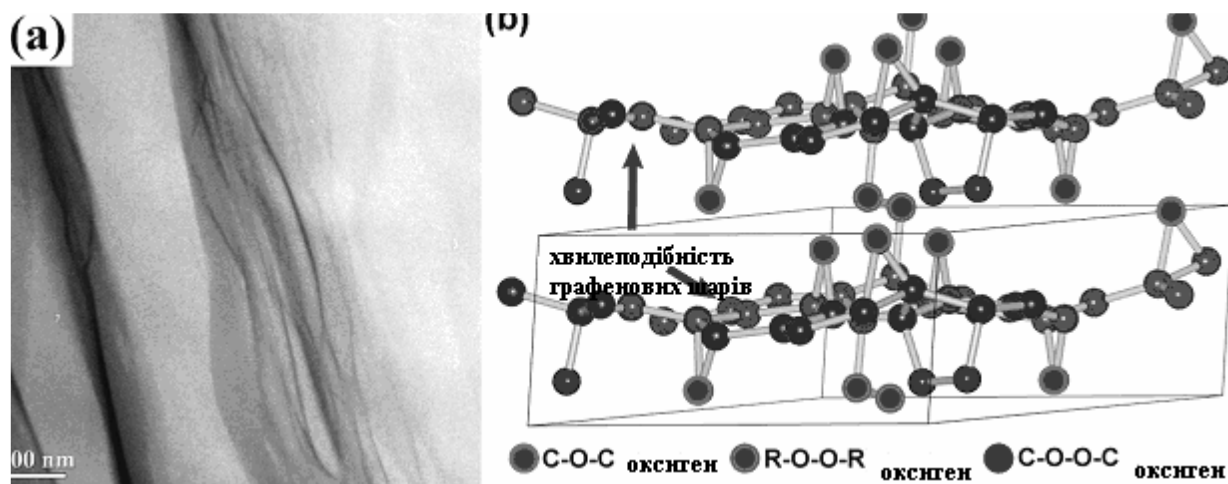 (a)
(b)
хвилеподібність
графенових шарів
00 nm
C-O-C оксиген R-O-O-R оксиген C-O-O-C оксиген